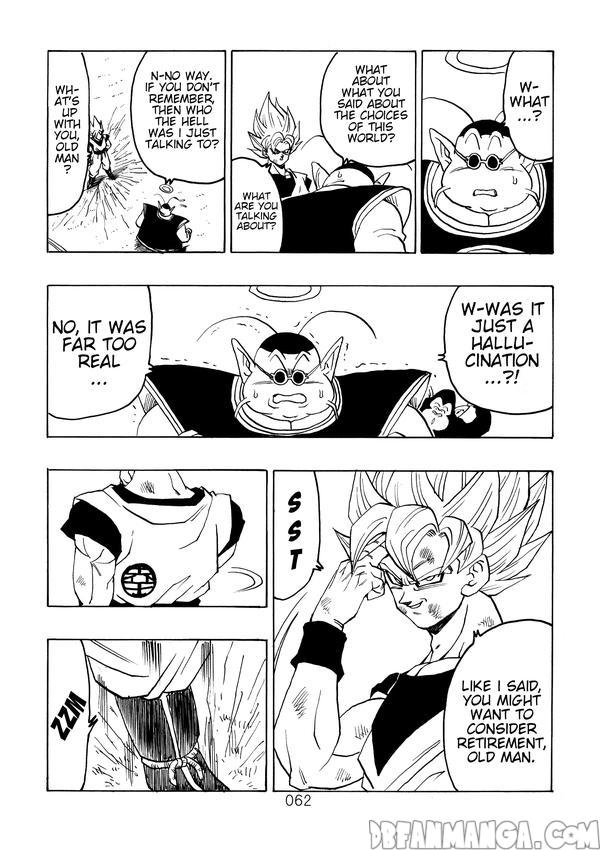 W-
WHAT
...?
WHAT
ABOUT
WHAT YOU
SAID ABOUT
THE CHOICES
OF THIS
WORLD?
WHAT ARE
YOU
TALKING
ABOUT?
N-NO WAY.
IF YOU DON'T
REMEMBER,
THEN WHO
THE HELL
WAS I JUST
TALKING TO?
WH-
AT'S
UP
WITH
YOU,
OLD
MAN
?
W-WAS IT
JUST A
HALLU-
CINATION
...?!
NO, IT WAS
FAR TOO
REAL
...
LIKE I SAID,
YOU MIGHT
WANT TO
CONSIDER
RETIREMENT,
OLD MAN.
SST
ZZM
062
DBFANMANGA.COM